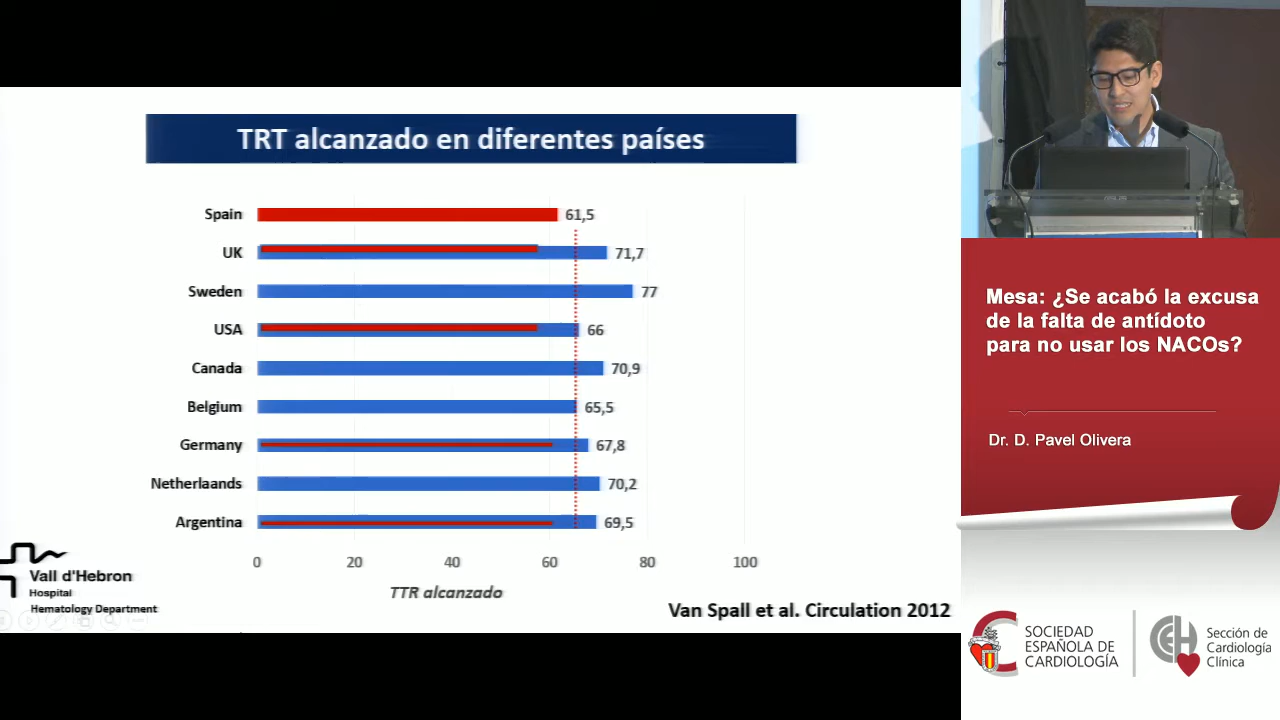 TRT alcanzado en diferentes países
Spain
61,5
UK
71,7
Sweden
77
USA
66
Canada
70,9
Belgium
65,5
Germany
67,8
Netherlaands
70,2
Argentina
69,5
0
20
40
60
80
100
TTR alcanzado
Van Spall et al. Circulation 2012
Vall d'Hebron
Hospital
Hematology Department
Mesa: ¿Se acabó la excusa
de la falta de antídoto
para no usar los NACOs?
Dr. D. Pavel Olivera
SOCIEDAD
ESPAÑOLA DE
CARDIOLOGÍA
Sección de
Cardiología
Clínica